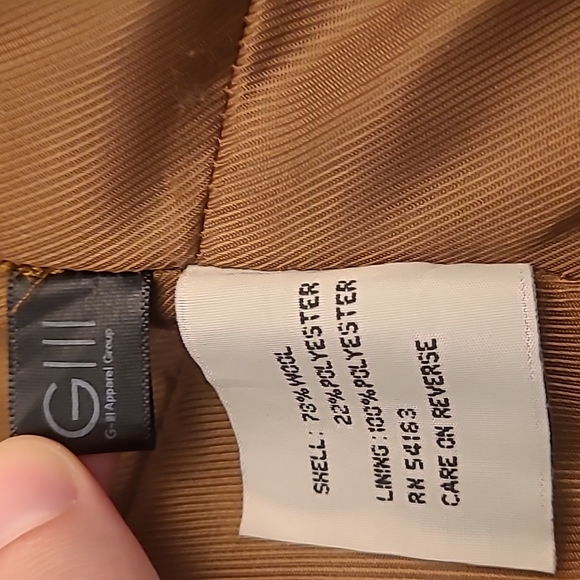 GIII
G-III Apparel Group
SHELL: 78% WOOL
22% POLYESTER
LINING: 100% POLYESTER
RN 54163
CARE ON REVERSE